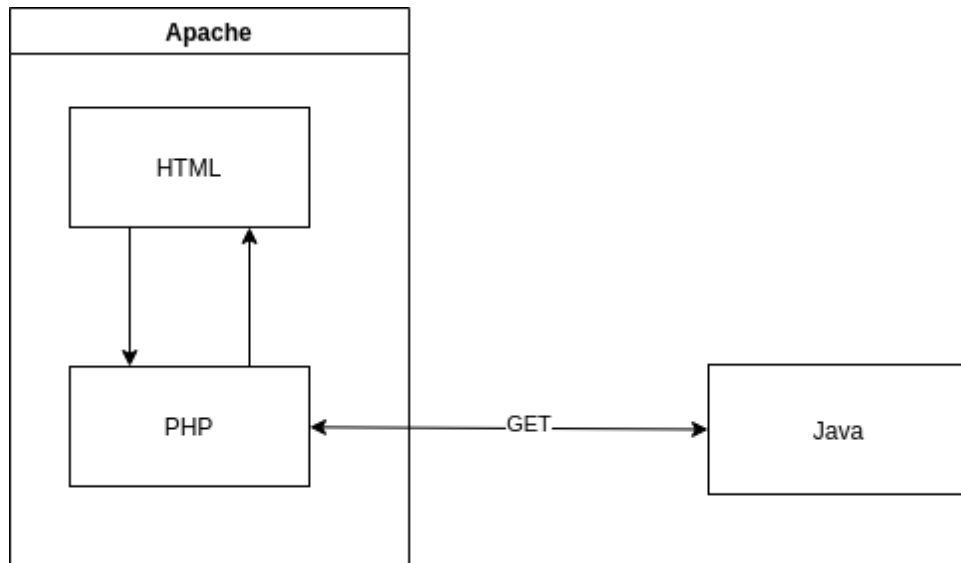 Apache
HTML
PHP
GET
Java